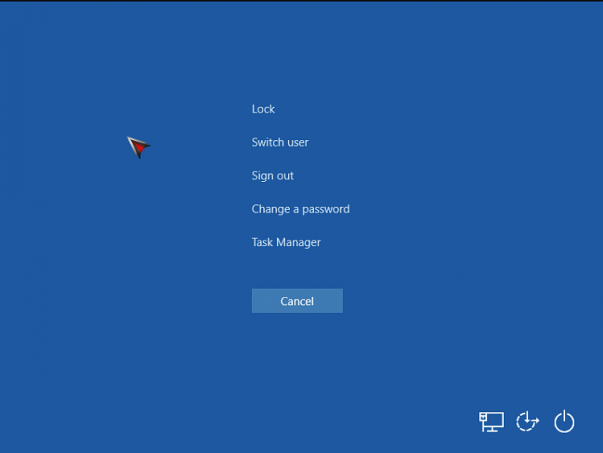 Lock
Switch user
Sign out
Change a password
Task Manager
Cancel